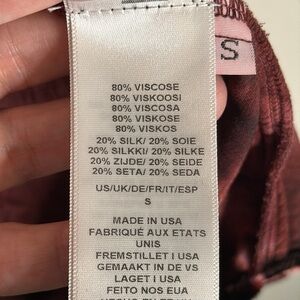 S
80% VISCOSE
80% VISKOOSI
80% VISCOSA
80% VISKOSE
80% VISKOS
20% SILK/ 20% SOIE
20% SILKKI/ 20% SILKE
20% ZIJDE/ 20% SEIDE
20% SETA/ 20% SEDA
US/UK/DE/FR/IT/ESP
S
MADE IN USA
FABRIQUÉ AUX ETATS
UNIS
FREMSTILLET I USA
GEMAAKT IN DE VS
LAGET I USA
FEITO NOS EUA